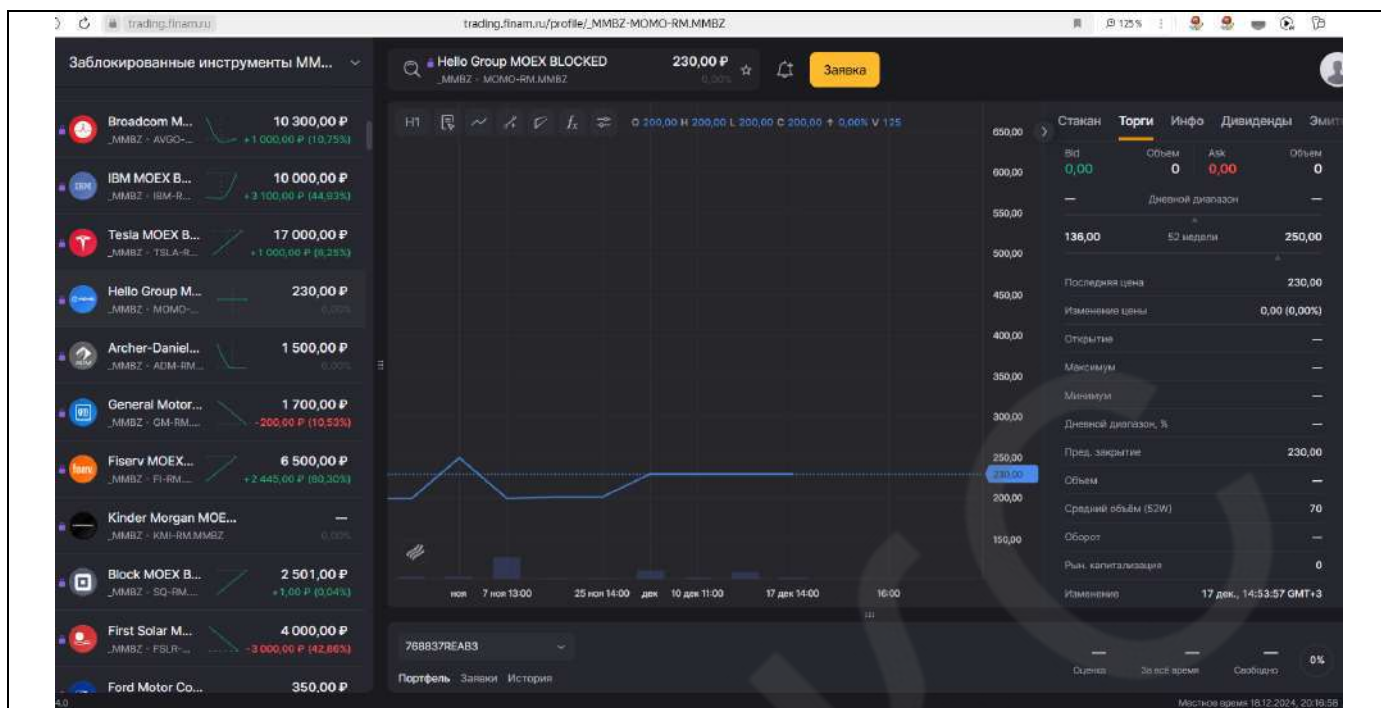 trading.finam.ru
trading.finam.ru/profile/_MMBZ-MOMO-RM.MMBZ
125 %
Заблокированные инструменты ММ...
Hello Group MOEX BLOCKED
230,00 ₽
_MMBZ - MOMO-RM.MMBZ
0,00%
Заявка
Broadcom M...
10 300,00 ₽
_MMBZ - AVGO-...
+1 000,00 ₽ (10,75%)
IBM MOEX B...
10 000,00 ₽
_MMBZ - IBM-R...
+3 100,00 ₽ (44,93%)
Tesla MOEX B...
17 000,00 ₽
_MMBZ - TSLA-R...
+1 000,00 ₽ (6,25%)
Hello Group M...
230,00 ₽
_MMBZ - MOMO-...
0,00%
Archer-Daniel...
1 500,00 ₽
_MMBZ - ADM-RM...
0,00%
General Motor...
1 700,00 ₽
_MMBZ - GM-RM....
-200,00 ₽ (10,53%)
Fiserv MOEX...
6 500,00 ₽
_MMBZ - FI-RM....
+2 445,00 ₽ (60,30%)
Kinder Morgan MOE...
—
_MMBZ - KMI-RM.MMBZ
0,00%
Block MOEX B...
2 501,00 ₽
_MMBZ - SQ-RM....
+1,00 ₽ (0,04%)
First Solar M...
4 000,00 ₽
_MMBZ - FSLR-...
-3 000,00 ₽ (42,86%)
Ford Motor Co...
350,00 ₽
4.0
H1
O 200,00 H 200,00 L 200,00 C 200,00 + 0,00% V 125
650,00
600,00
550,00
500,00
450,00
400,00
350,00
300,00
250,00
230,00
200,00
150,00
ноя 7 ноя 13:00 25 ноя 14:00 дек 10 дек 11:00 17 дек 14:00 16:00
768837REAB3
Портфель Заявки История
Стакан Торги Инфо Дивиденды Эмит
Bid Объем Ask Объем
0,00 0 0,00 0
— Дневной диапазон —
136,00 52 недели 250,00
Последняя цена 230,00
Изменение цены 0,00 (0,00%)
Открытие —
Максимум —
Минимум —
Дневной диапазон, % —
Пред. закрытие 230,00
Объем —
Средний объём (52W) 70
Оборот —
Рын. капитализация 0
Изменение 17 дек., 14:53:57 GMT+3
— — —
Оценка За всё время Свободно
0%
Местное время 18.12.2024, 20:16:56